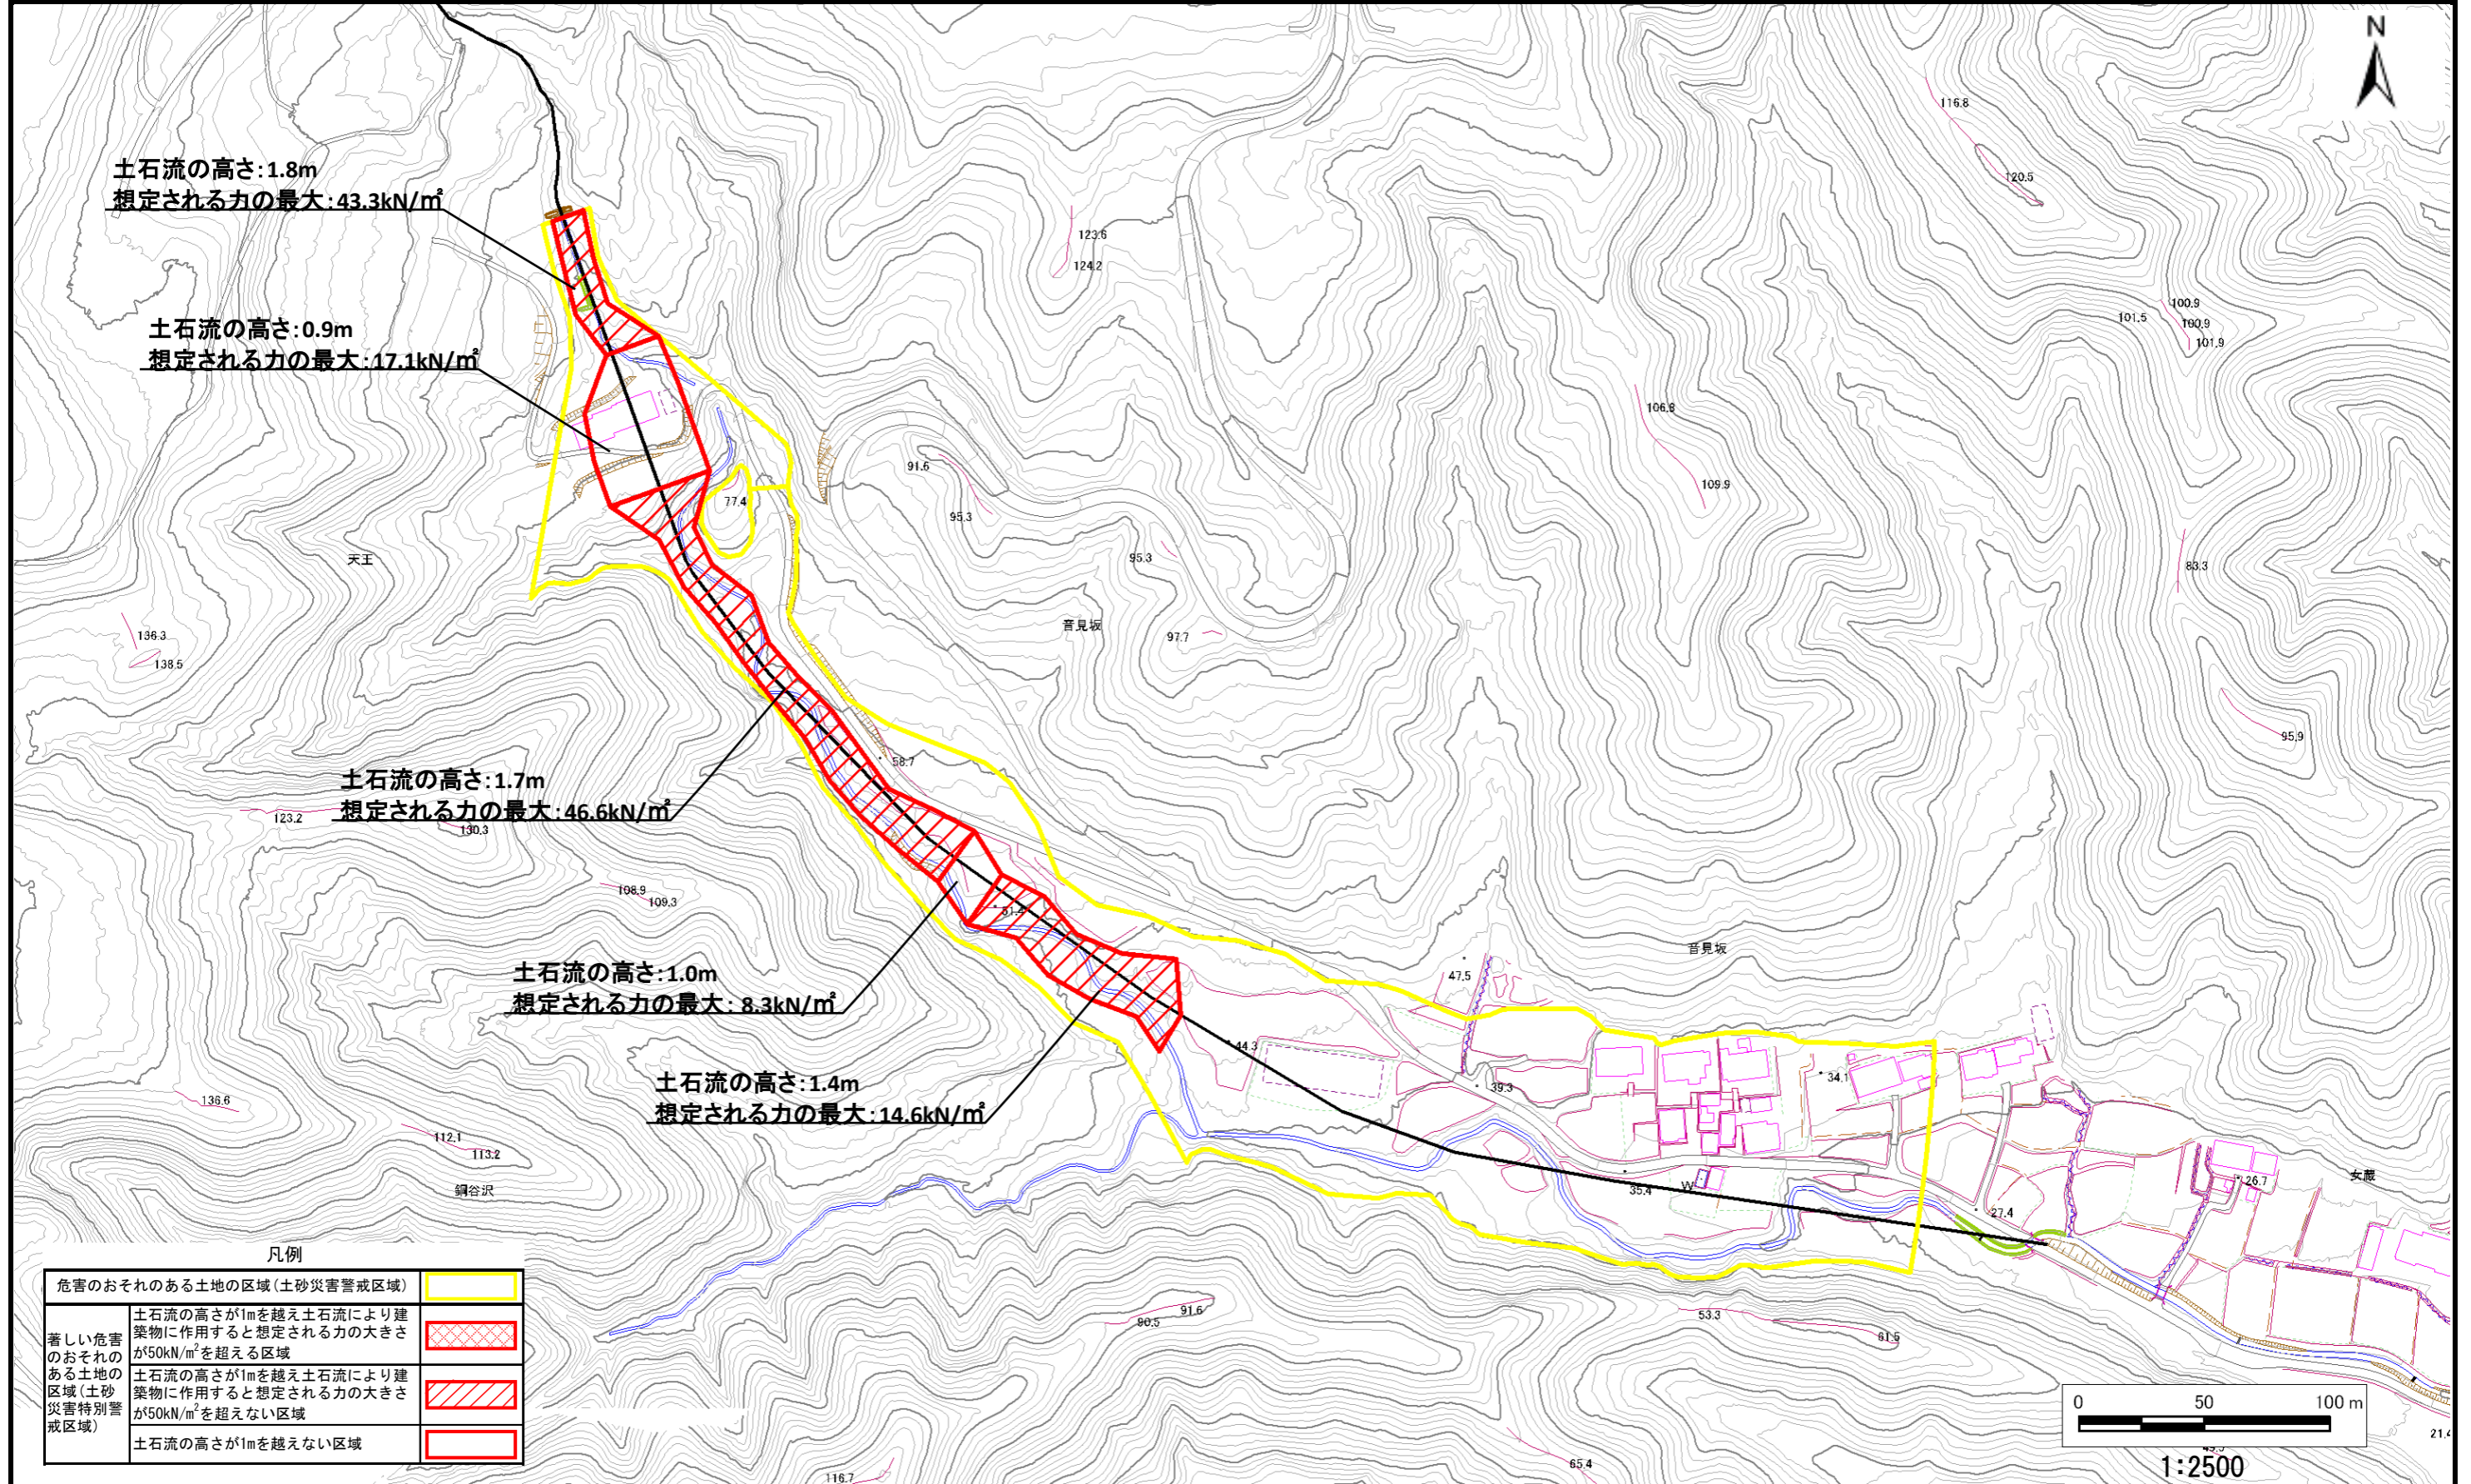 N
116.8
120.5
土石流の高さ:1.8m
想定される力の最大:43.3kN/㎡
123.6
124.2
100.9
101.5
100.9
101.9
土石流の高さ:0.9m
想定される力の最大:17.1kN/㎡
106.8
91.6
109.9
77.4
95.3
天王
95.3
83.3
音見坂
136.3
97.7
138.5
95.9
58.7
土石流の高さ:1.7m
想定される力の最大:46.6kN/㎡
123.2
130.3
108.9
109.3
51.4
音見坂
土石流の高さ:1.0m
想定される力の最大: 8.3kN/㎡
47.5
44.3
34.1
39.3
土石流の高さ:1.4m
想定される力の最大:14.6kN/㎡
136.6
112.1
113.2
35.4
W
26.7
女蔵
27.4
凡例
危害のおそれのある土地の区域(土砂災害警戒区域)
著しい危害
のおそれの
ある土地の
区域(土砂
災害特別警
戒区域)
土石流の高さが1mを越え土石流により建
築物に作用すると想定される力の大きさ
が50kN/m²を超える区域
土石流の高さが1mを越え土石流により建
築物に作用すると想定される力の大きさ
が50kN/m²を超えない区域
土石流の高さが1mを越えない区域
91.6
90.5
53.3
61.5
65.4
116.7
0 50 100 m
1:2500